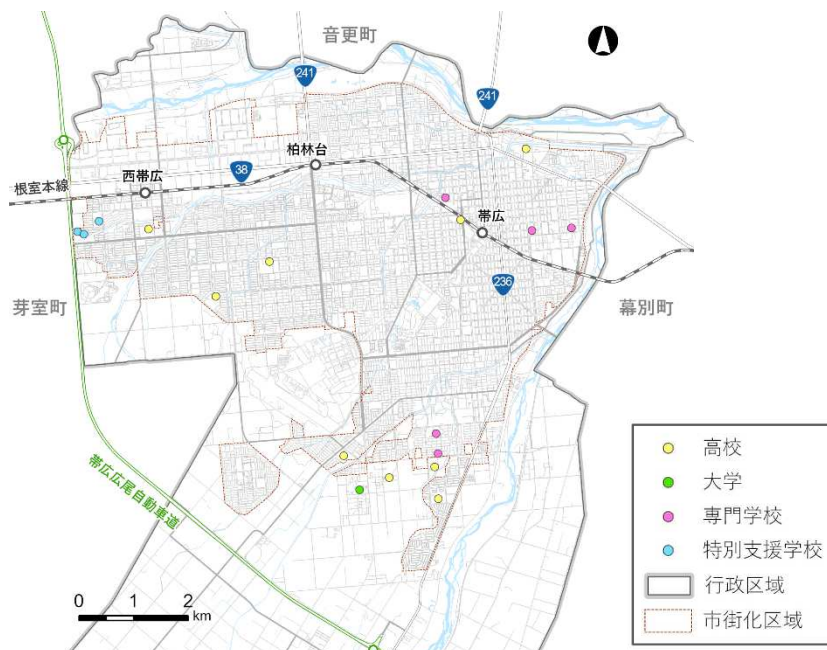 音更町
241
241
柏林台
38
西帯広
根室本線
帯広
236
芽室町
幕別町
帯広広尾自動車道
高校
大学
専門学校
特別支援学校
行政区域
市街化区域
0 1 2
km